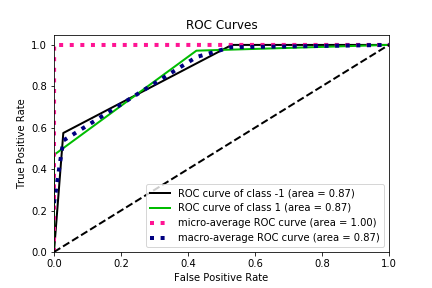 ROC Curves
True Positive Rate
1.0
0.8
0.6
0.4
0.2
0.0
ROC curve of class -1 (area = 0.87)
ROC curve of class 1 (area = 0.87)
micro-average ROC curve (area = 1.00)
macro-average ROC curve (area = 0.87)
0.0 0.2 0.4 0.6 0.8 1.0
False Positive Rate